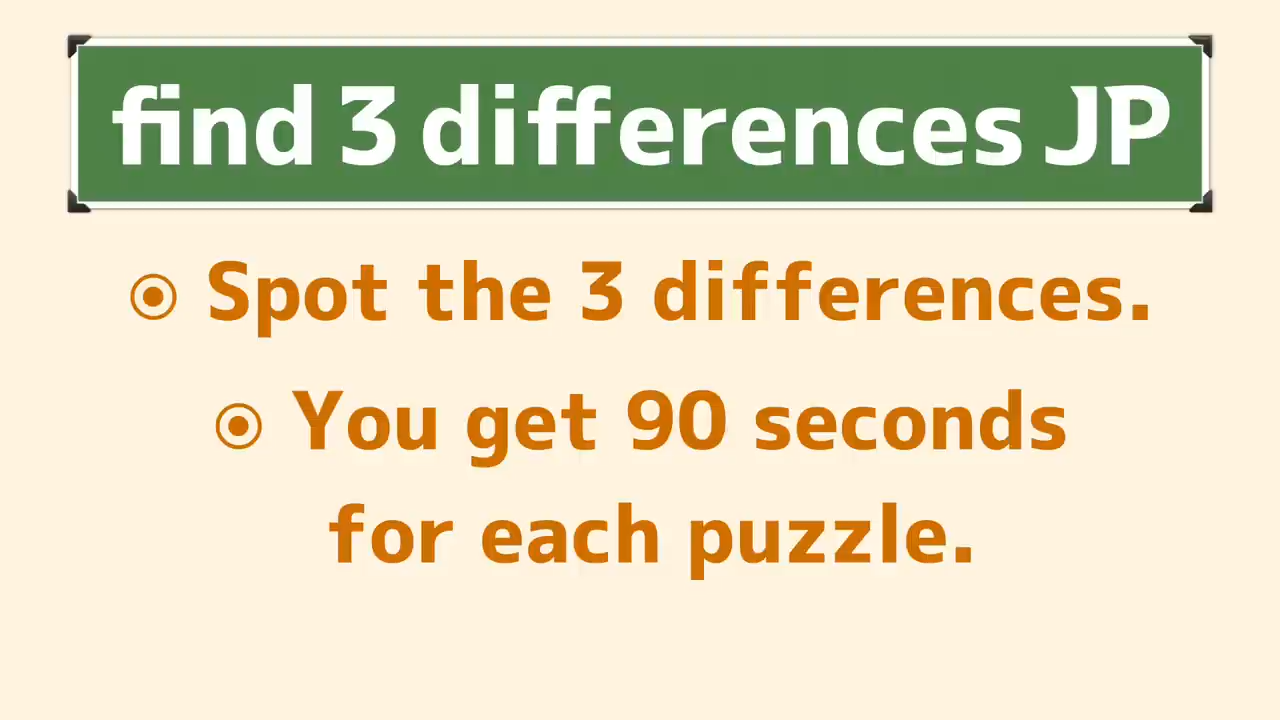 find 3 differences JP
◉ Spot the 3 differences.
◉ You get 90 seconds
for each puzzle.